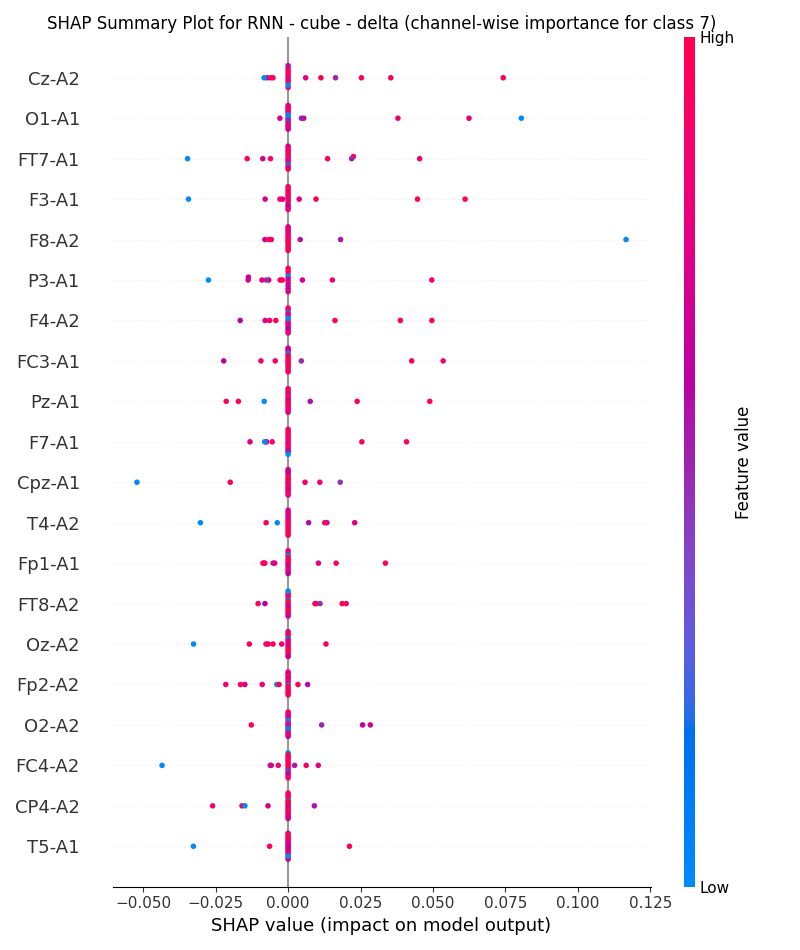 SHAP Summary Plot for RNN - cube - delta (channel-wise importance for class 7)
High
Cz-A2
O1-A1
FT7-A1
F3-A1
F8-A2
P3-A1
F4-A2
FC3-A1
Pz-A1
F7-A1
Cpz-A1
T4-A2
Fp1-A1
FT8-A2
Oz-A2
Fp2-A2
O2-A2
FC4-A2
CP4-A2
T5-A1
Feature value
Low
−0.050 −0.025 0.000 0.025 0.050 0.075 0.100 0.125
SHAP value (impact on model output)